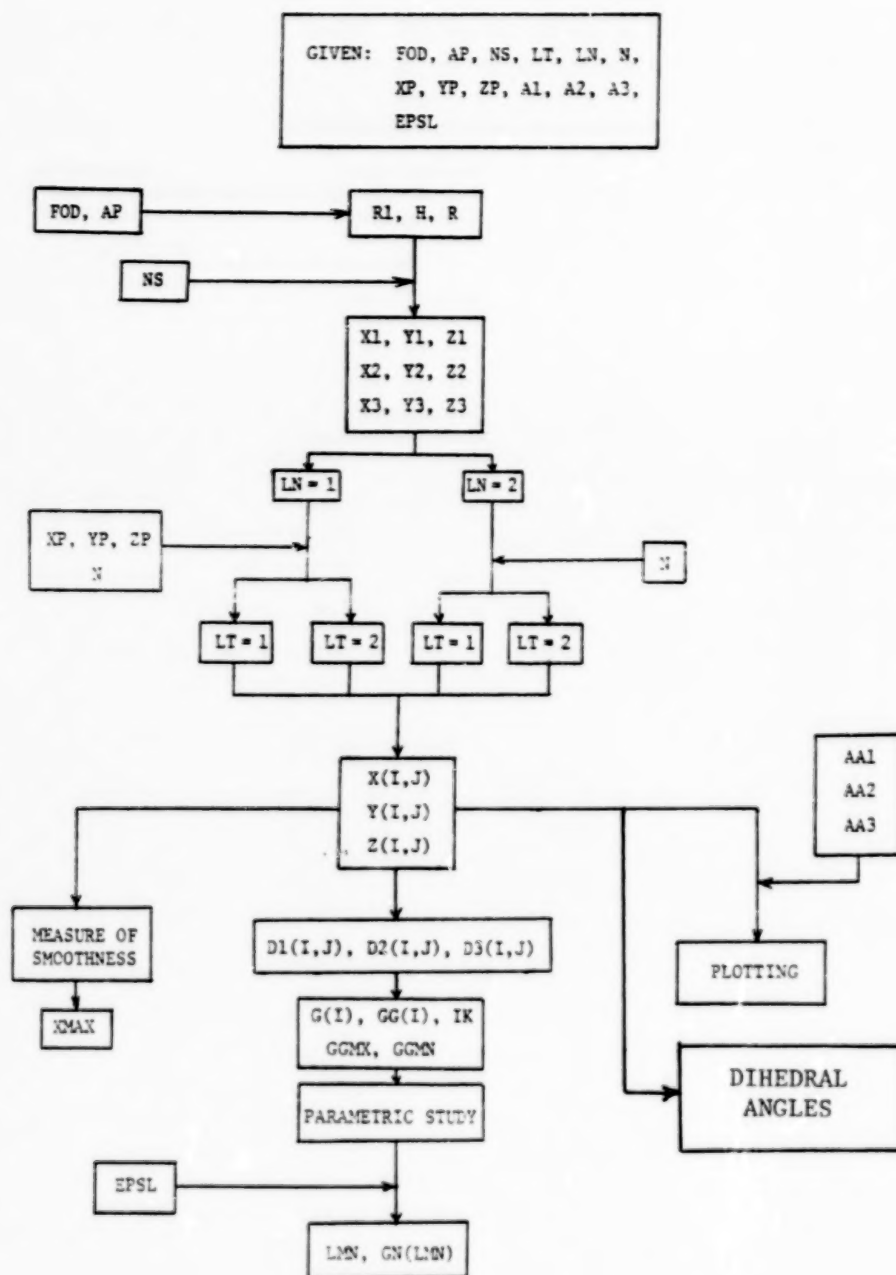 GIVEN: FOD, AP, NS, LT, LN, N,
XP, YP, ZP, A1, A2, A3,
EPSL
FOD, AP
R1, H, R
NS
X1, Y1, Z1
X2, Y2, Z2
X3, Y3, Z3
LN = 1
LN = 2
XP, YP, ZP
N
N
LT = 1
LT = 2
LT = 1
LT = 2
X(I,J)
Y(I,J)
Z(I,J)
AA1
AA2
AA3
MEASURE OF
SMOOTHNESS
D1(I,J), D2(I,J), D3(I,J)
PLOTTING
XMAX
G(I), GG(I), IK
GGMX, GGMN
DIHEDRAL
ANGLES
PARAMETRIC STUDY
EPSL
LMN, GN(LMN)